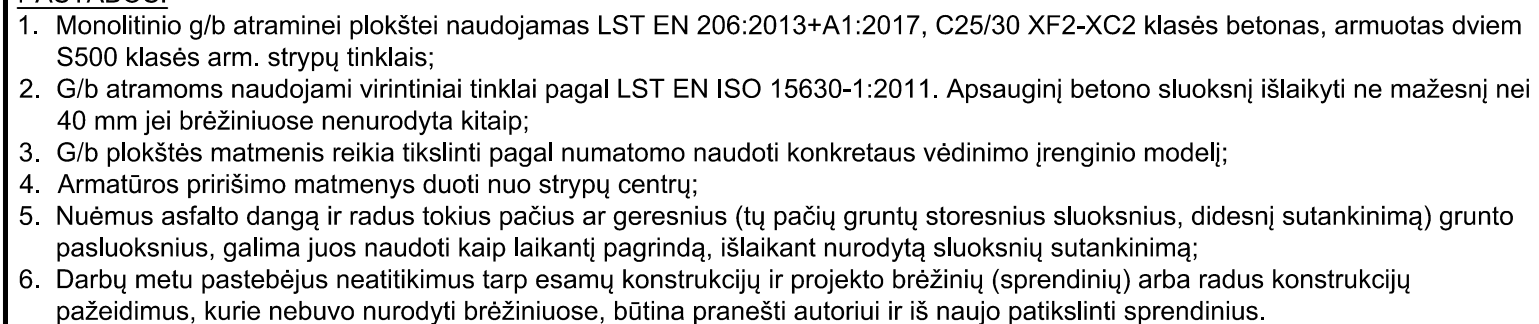 PASTABOS:
1. Monolitinio g/b atraminei plokštei naudojamas LST EN 206:2013+A1:2017, C25/30 XF2-XC2 klasės betonas, armuotas dviem
S500 klasės arm. strypų tinklais;
2. G/b atramoms naudojami virintiniai tinklai pagal LST EN ISO 15630-1:2011. Apsauginį betono sluoksnį išlaikyti ne mažesnį nei
40 mm jei brėžiniuose nenurodyta kitaip;
3. G/b plokštės matmenis reikia tikslinti pagal numatomo naudoti konkretaus vėdinimo įrenginio modelį;
4. Armatūros pririšimo matmenys duoti nuo strypų centrų;
5. Nuėmus asfalto dangą ir radus tokius pačius ar geresnius (tų pačių gruntų storesnius sluoksnius, didesnį sutankinimą) grunto
pasluoksnius, galima juos naudoti kaip laikantį pagrindą, išlaikant nurodytą sluoksnių sutankinimą;
6. Darbų metu pastebėjus neatitikimus tarp esamų konstrukcijų ir projekto brėžinių (sprendinių) arba radus konstrukcijų
pažeidimus, kurie nebuvo nurodyti brėžiniuose, būtina pranešti autoriui ir iš naujo patikslinti sprendinius.